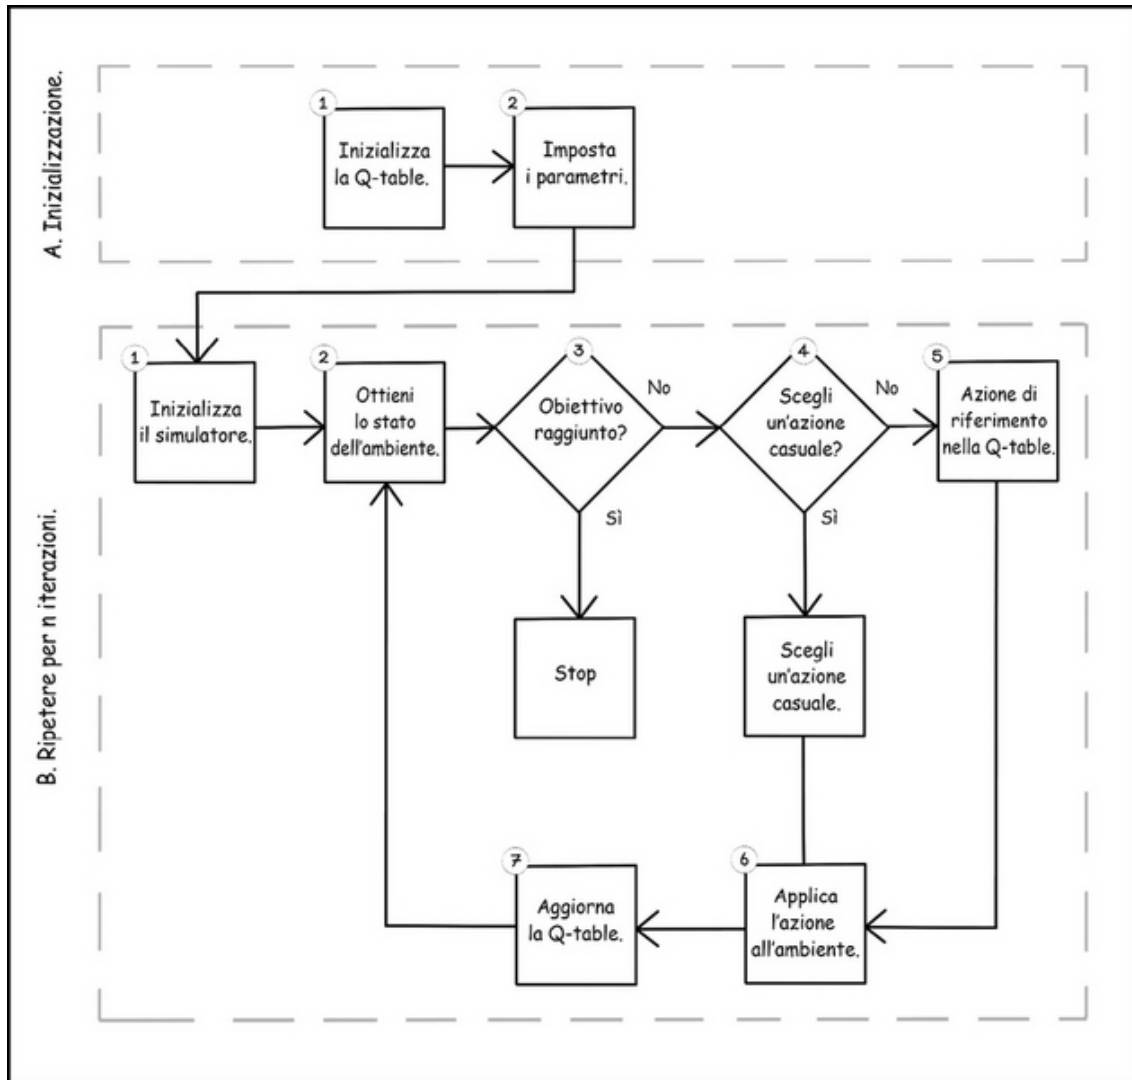 A. Inizializzazione.
1
Inizializza
la Q-table.
2
Imposta
i parametri.
B. Ripetere per n iterazioni.
1
Inizializza
il simulatore.
2
Ottieni
lo stato
dell'ambiente.
3
Obiettivo
raggiunto?
No
Sì
4
Scegli
un'azione
casuale?
No
Sì
5
Azione di
riferimento
nella Q-table.
Stop
Scegli
un'azione
casuale.
6
Applica
l'azione
all'ambiente.
7
Aggiorna
la Q-table.